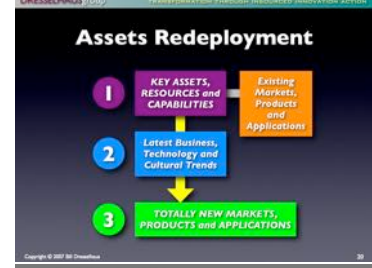 DRESSELHAUS group
TRANSFORMATION THROUGH INSOURCED INNOVATION ACTION
Assets Redeployment
1
KEY ASSETS,
RESOURCES and
CAPABILITIES
Existing
Markets,
Products
and
Applications
2
Latest Business,
Technology and
Cultural Trends
3
TOTALLY NEW MARKETS,
PRODUCTS and APPLICATIONS
Copyright © 2007 Bill Dresselhaus
20